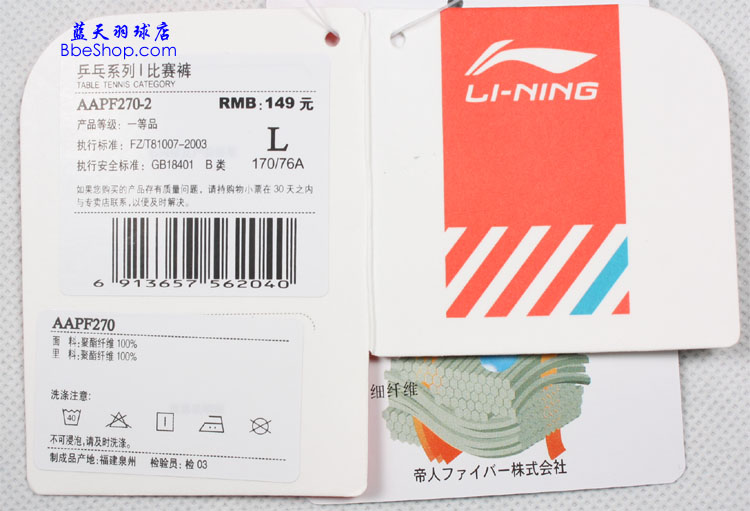 蓝天羽球店
BbeShop.com
乒乓系列 I 比赛裤
TABLE TENNIS CATEGORY
AAPF270-2 RMB: 149 元
产品等级: 一等品
执行标准: FZ/T81007-2003
L
执行安全标准: GB18401 B 类
170/76A
如果您购买的产品存有质量问题, 请持购物小票在 30 天之内
与专卖店联系, 以便及时解决。
6 913657 562040
AAPF270
面 料:聚酯纤维 100%
里 料:聚酯纤维 100%
洗涤注意:
40
不可浸泡,请及时洗涤.
制成品产地: 福建泉州 检验员: 检 03
LI-NING
细纤维
帝人ファイバー株式会社